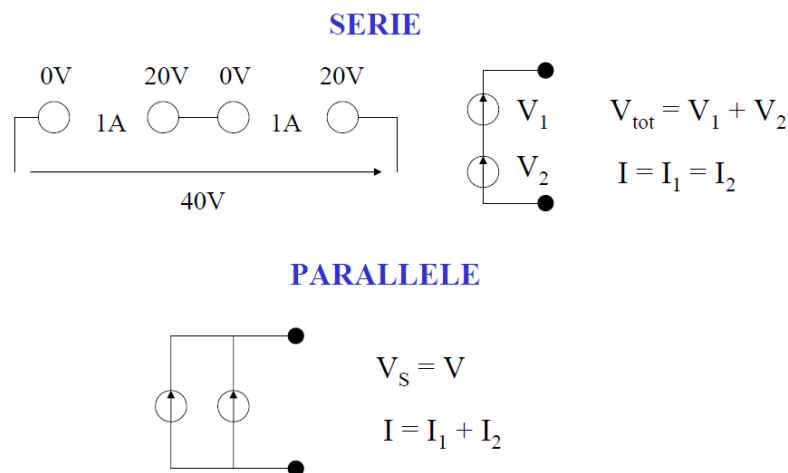 SERIE
0V 20V 0V 20V
1A 1A
40V
V₁
V₂
Vtot = V₁ + V₂
I = I₁ = I₂
PARALLELE
VS = V
I = I₁ + I₂